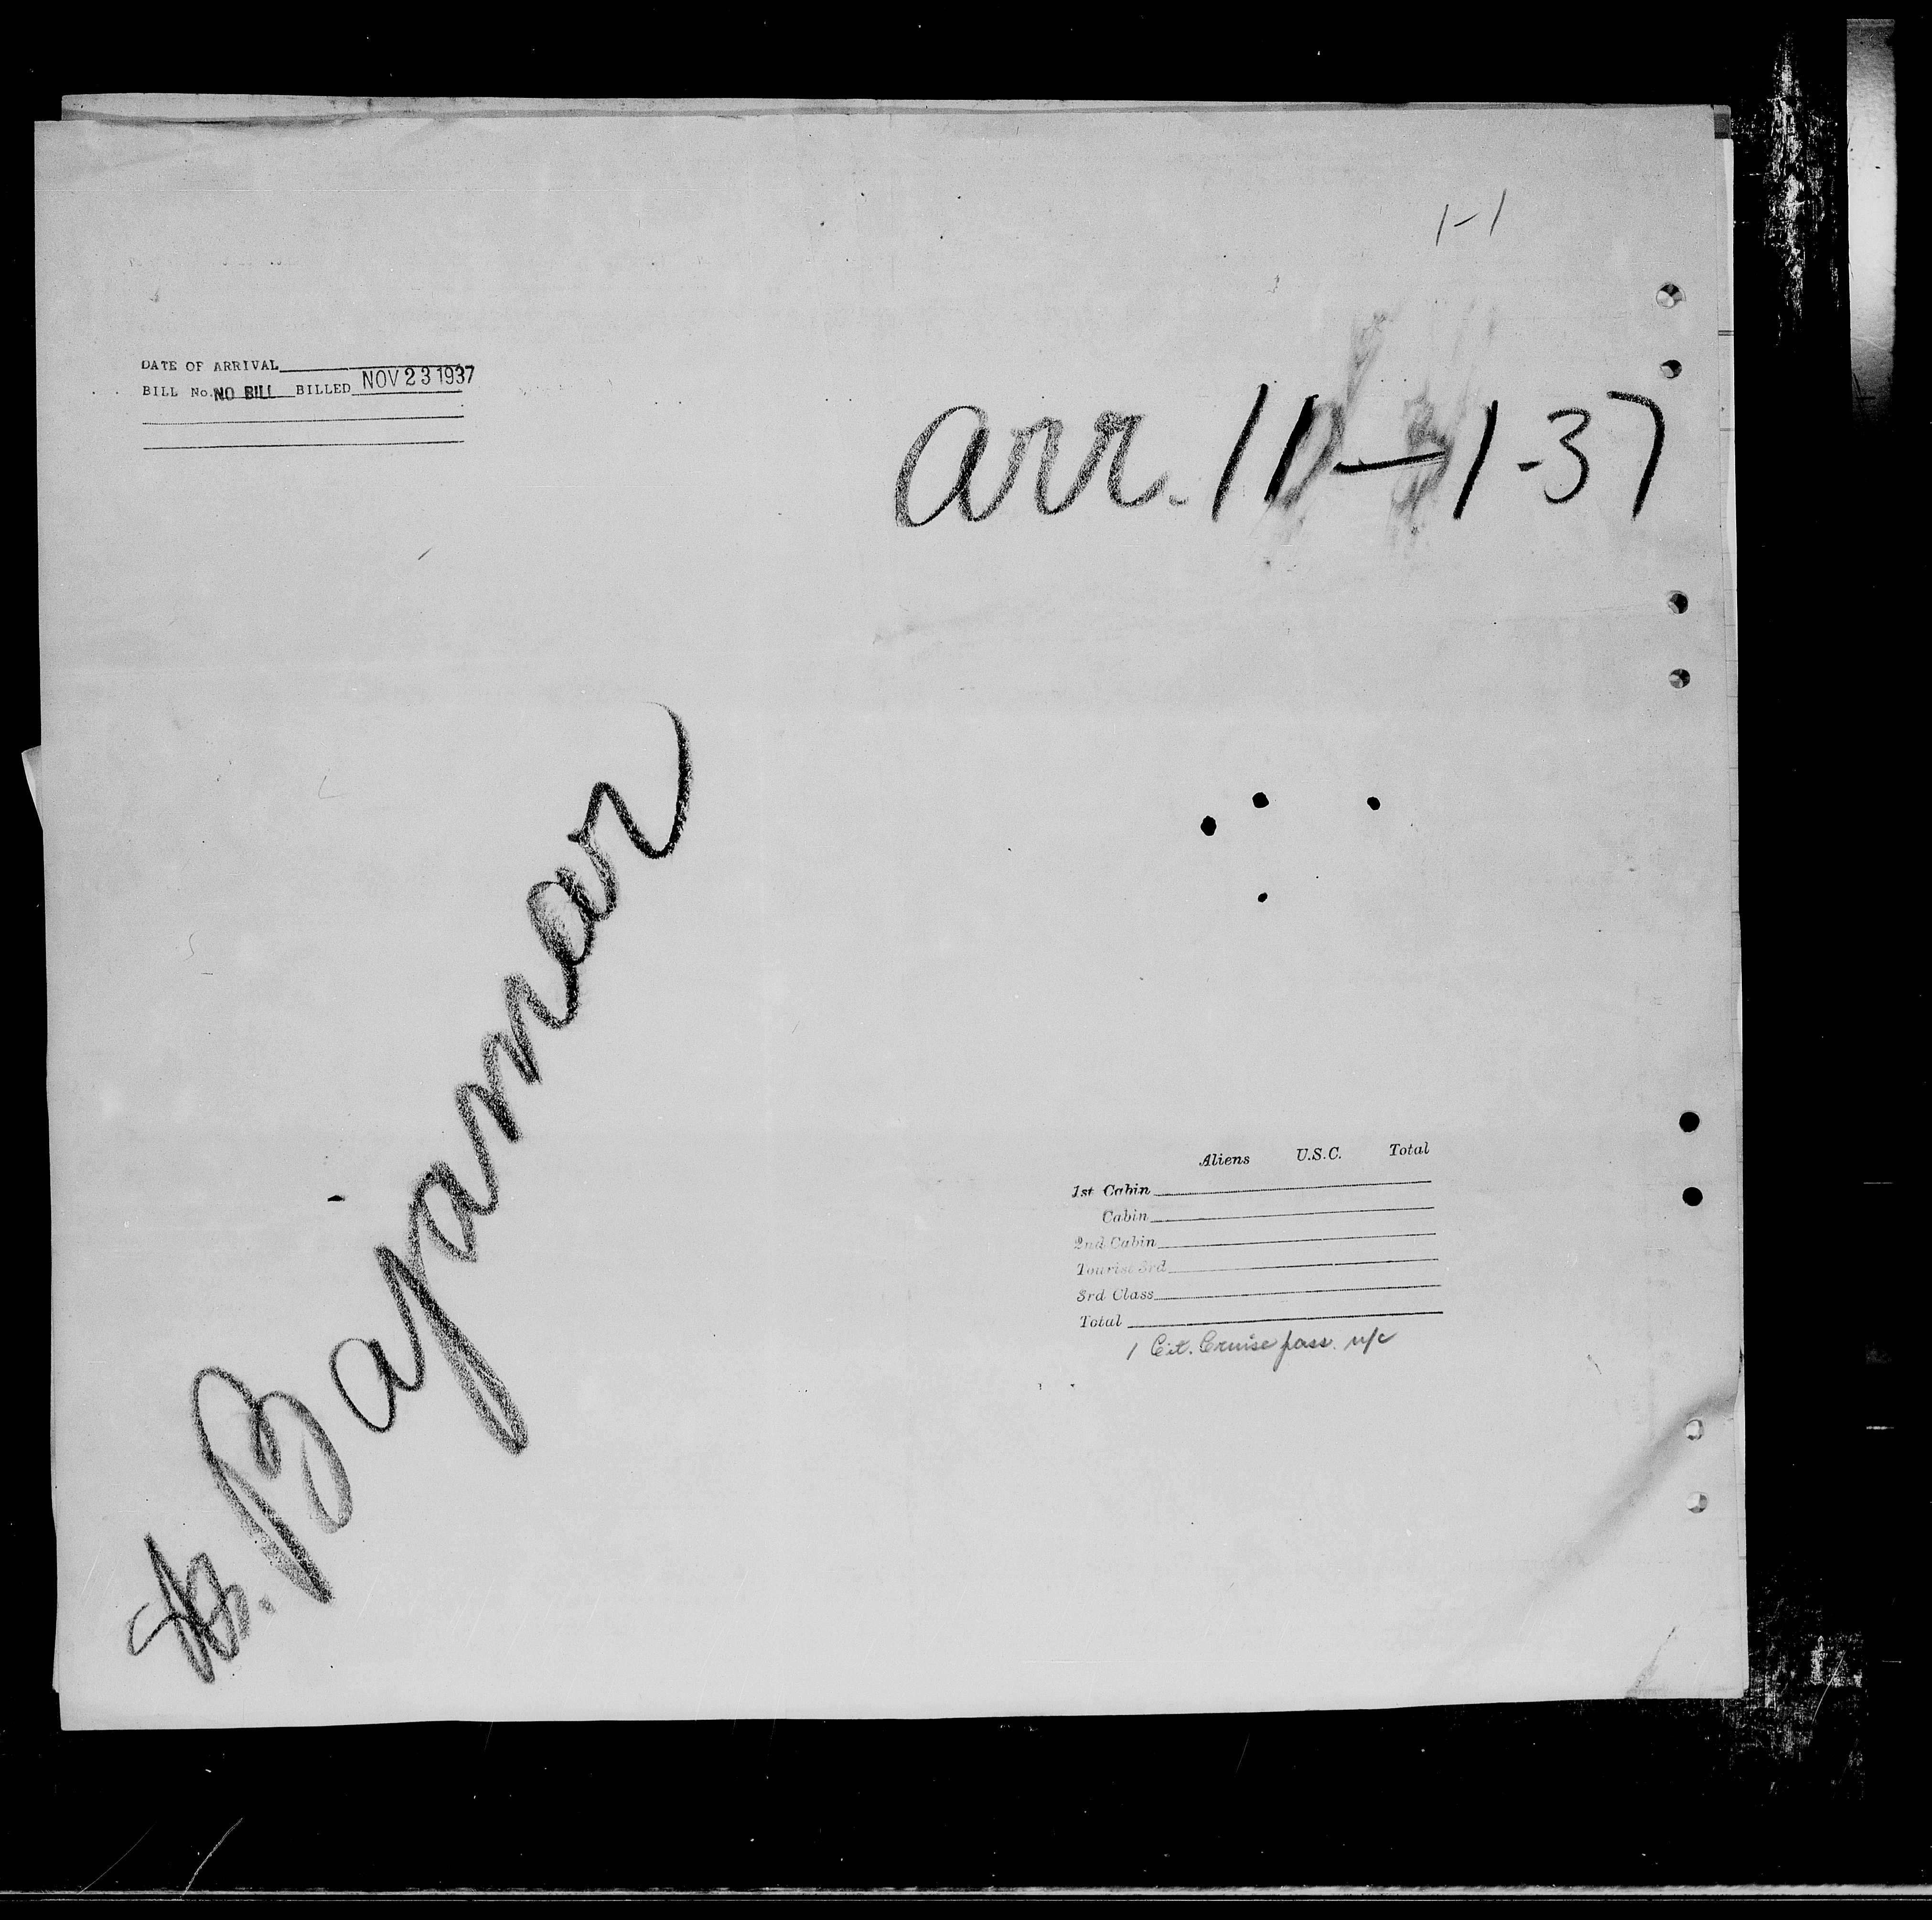 1-1
DATE OF ARRIVAL
BILL No. NO BILL BILLED NOV 23 1937
arr. 11-1-37
SS. Bajamar
Aliens U.S.C. Total
1st Cabin
Cabin
2nd Cabin
Tourist 3rd
3rd Class
Total
1 Cit. Cruise pass. n/c